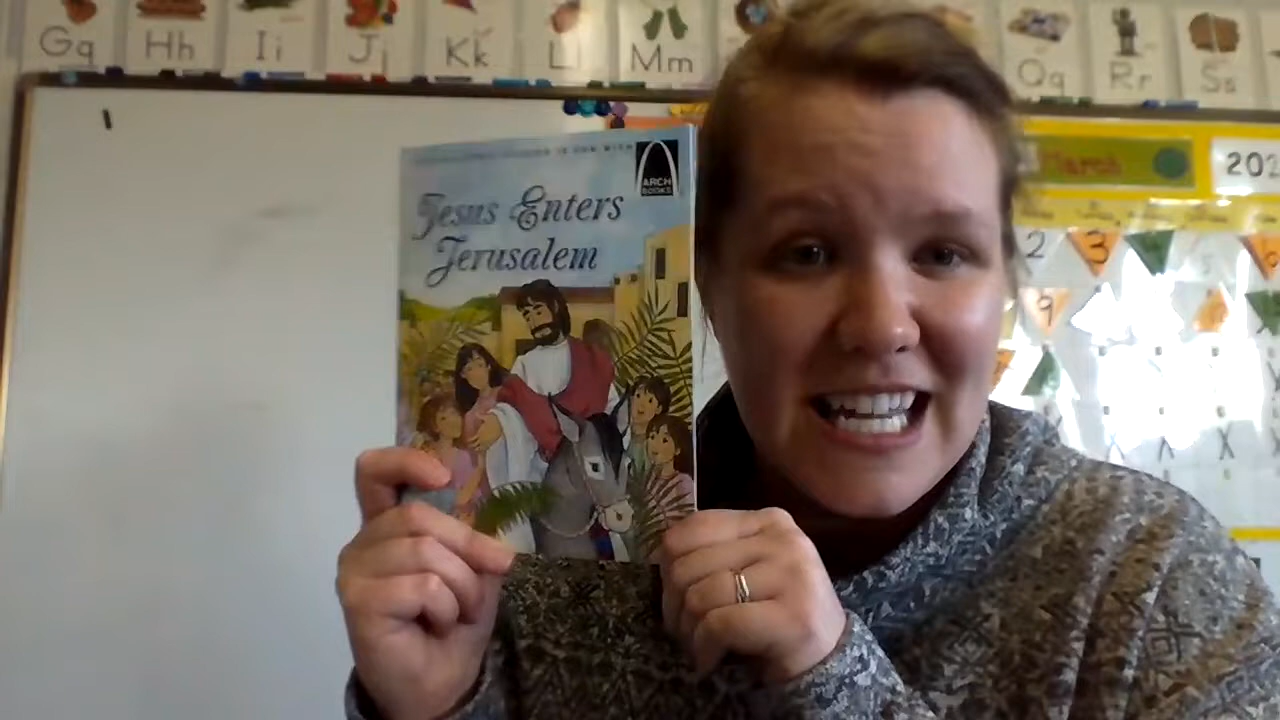 Gg Hh Ii Jj Kk Ll Mm Qq Rr Ss
March
202
2 3
9
ARCH
BOOKS
Jesus Enters
Jerusalem
X X X